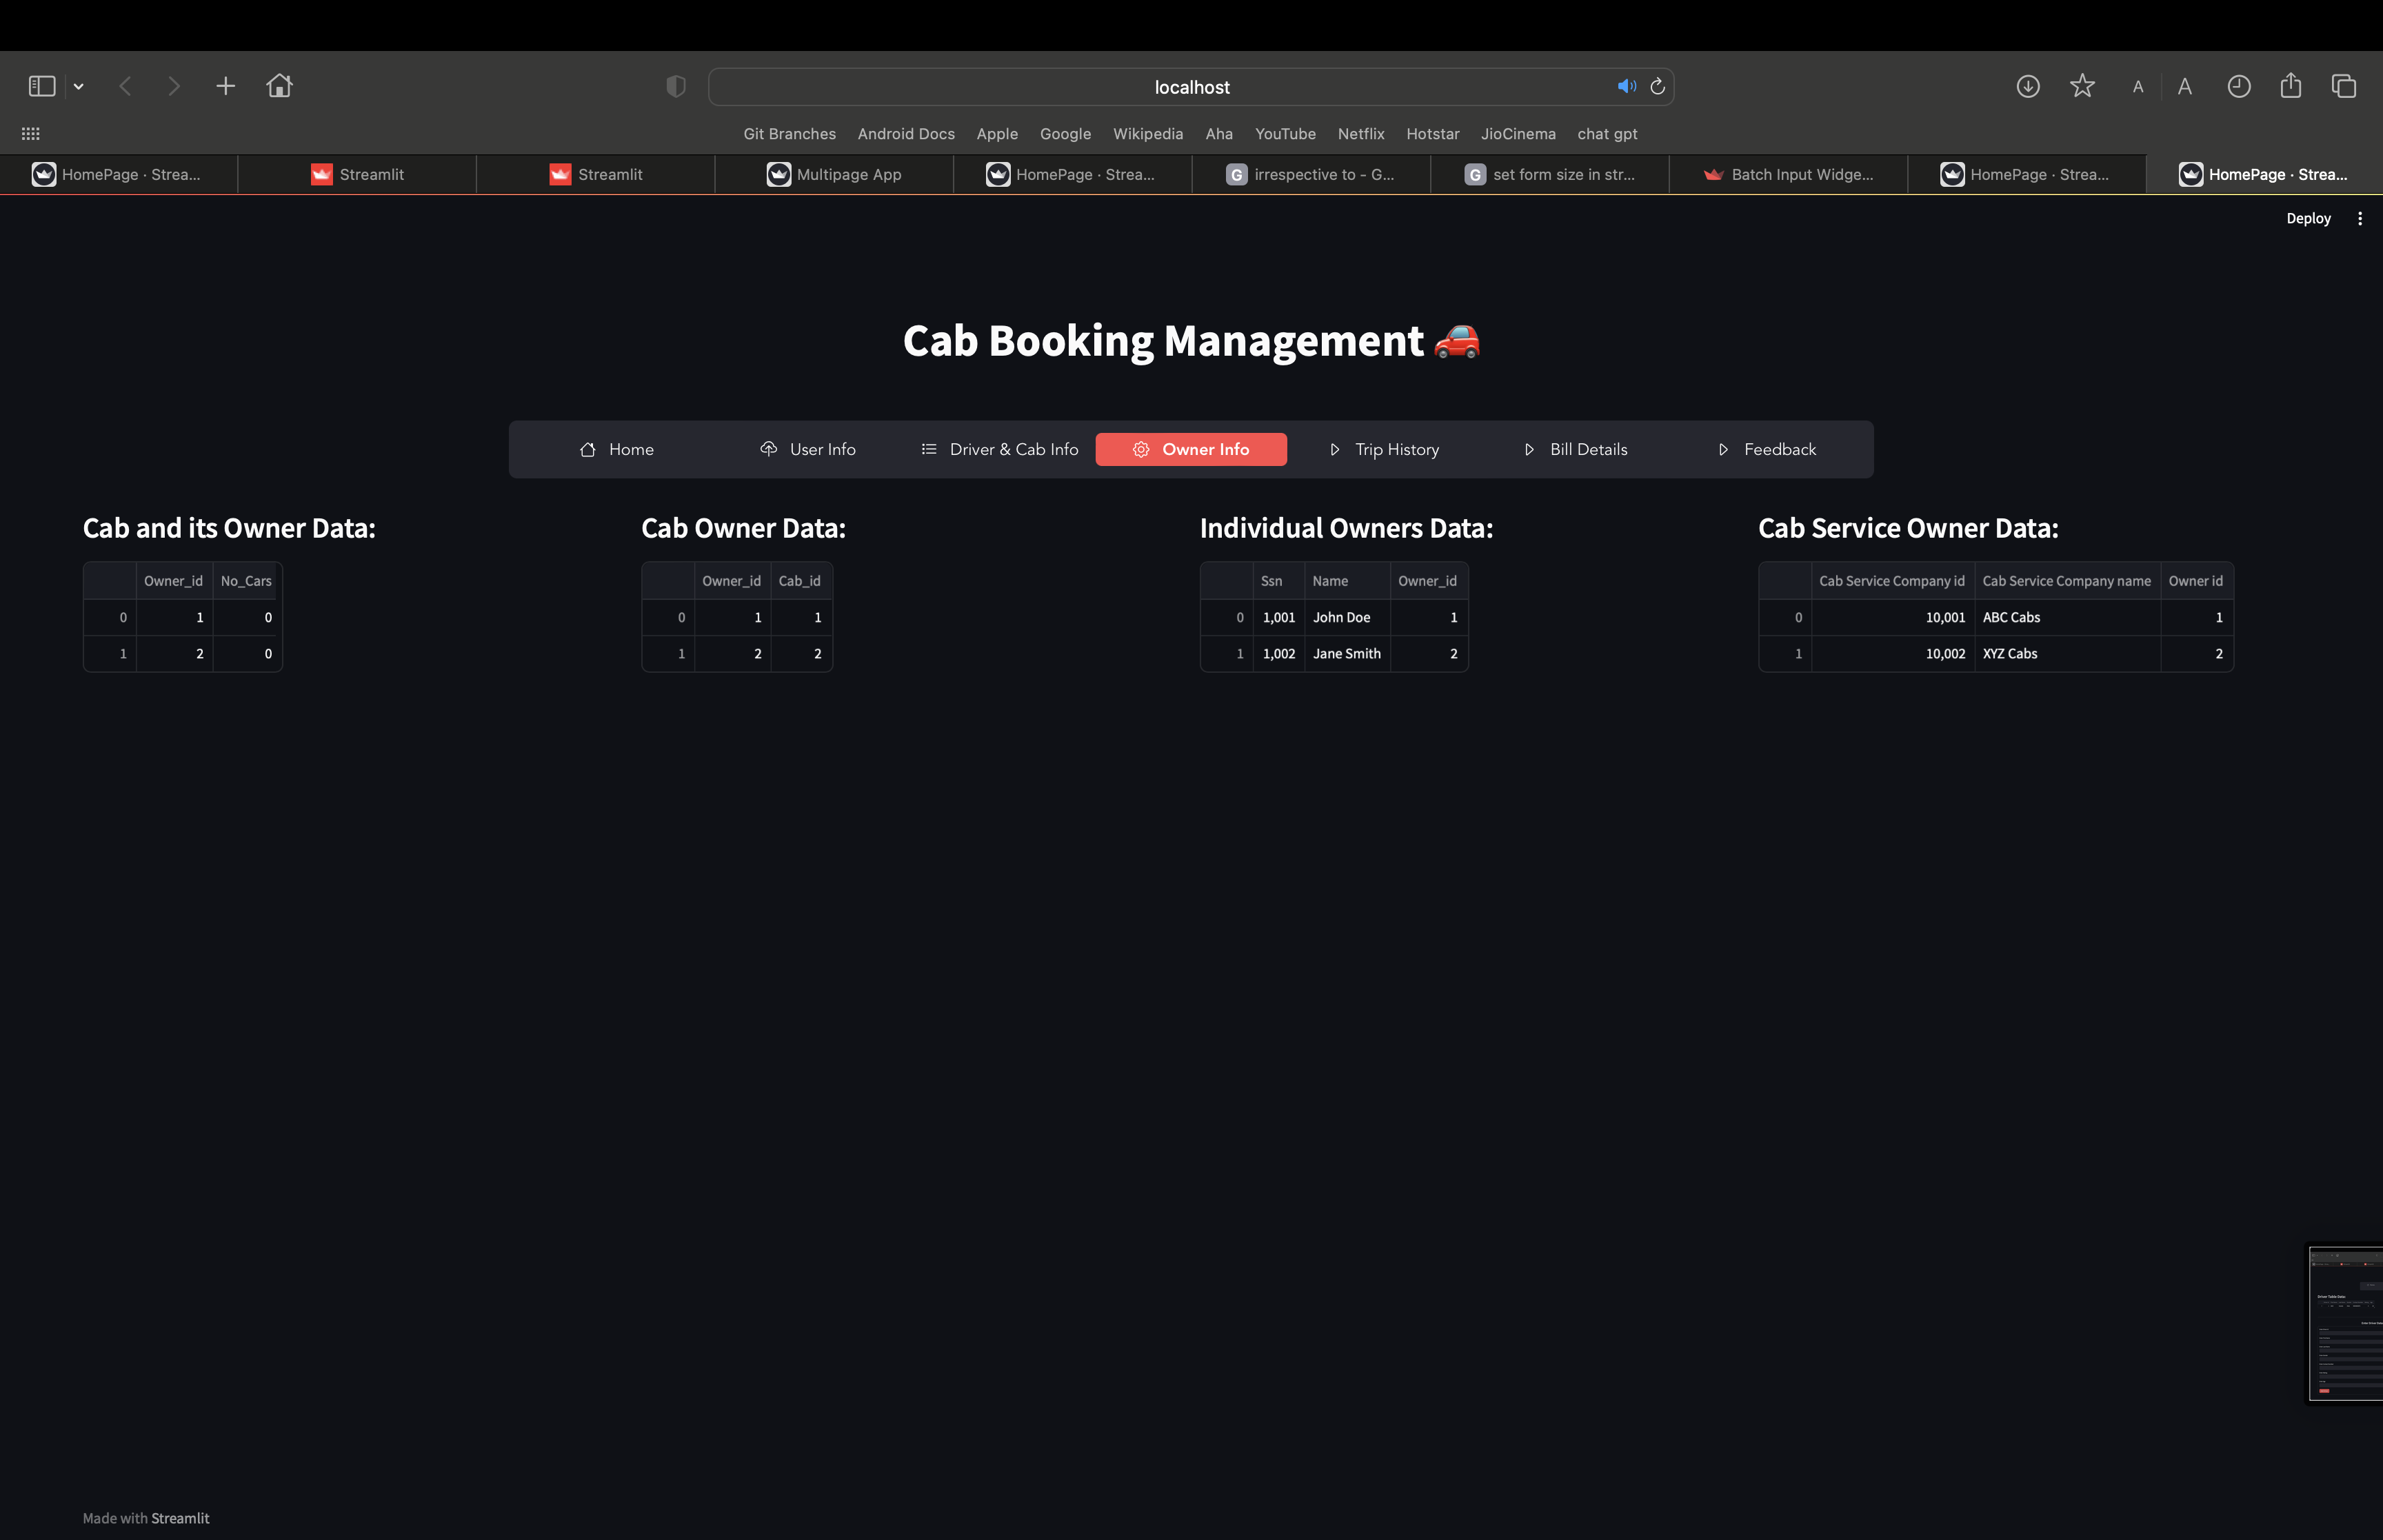 localhost
A A
Git Branches Android Docs Apple Google Wikipedia Aha YouTube Netflix Hotstar JioCinema chat gpt
HomePage · Strea... Streamlit Streamlit Multipage App HomePage · Strea... G irrespective to - G... G set form size in str... Batch Input Widge... HomePage · Strea... HomePage · Strea...
Deploy
Cab Booking Management
Home User Info Driver & Cab Info Owner Info Trip History Bill Details Feedback
Cab and its Owner Data:
Owner_id No_Cars
0 1 0
1 2 0
Cab Owner Data:
Owner_id Cab_id
0 1 1
1 2 2
Individual Owners Data:
Ssn Name Owner_id
0 1,001 John Doe 1
1 1,002 Jane Smith 2
Cab Service Owner Data:
Cab Service Company id Cab Service Company name Owner id
0 10,001 ABC Cabs 1
1 10,002 XYZ Cabs 2
Driver Table Data:
Made with Streamlit